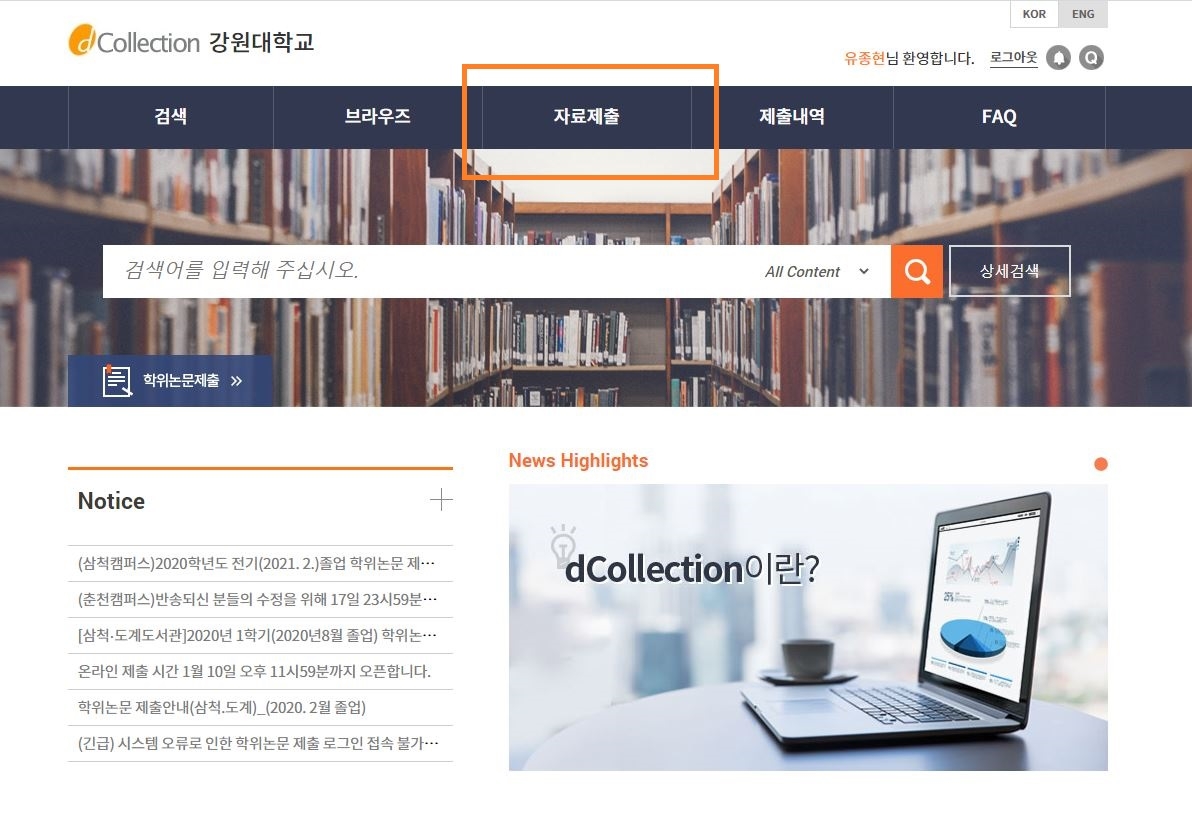 KOR ENG
dCollection 강원대학교
유종현님 환영합니다. 로그아웃 Q
검색 브라우즈 자료제출 제출내역 FAQ
검색어를 입력해 주십시오. All Content 상세검색
학위논문제출 »
News Highlights
Notice
(삼척캠퍼스)2020학년도 전기(2021. 2.)졸업 학위논문 제…
(춘천캠퍼스)반송되신 분들의 수정을 위해 17일 23시59분…
[삼척·도계도서관]2020년 1학기(2020년8월 졸업) 학위논…
온라인 제출 시간 1월 10일 오후 11시59분까지 오픈합니다.
학위논문 제출안내(삼척.도계)_(2020. 2월 졸업)
(긴급) 시스템 오류로 인한 학위논문 제출 로그인 접속 불가…
dCollection이란?
25%